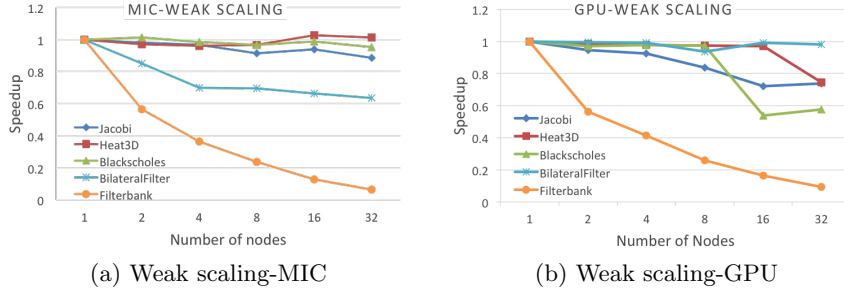 MIC-WEAK SCALING
1.2
1
0.8
0.6
0.4
0.2
0
Speedup
Jacobi
Heat3D
Blackscholes
BilateralFilter
Filterbank
1 2 4 8 16 32
Number of nodes
(a) Weak scaling-MIC
GPU-WEAK SCALING
1.2
1
0.8
0.6
0.4
0.2
0
Speedup
Jacobi
Heat3D
Blackscholes
BilateralFilter
Filterbank
1 2 4 8 16 32
Number of Nodes
(b) Weak scaling-GPU